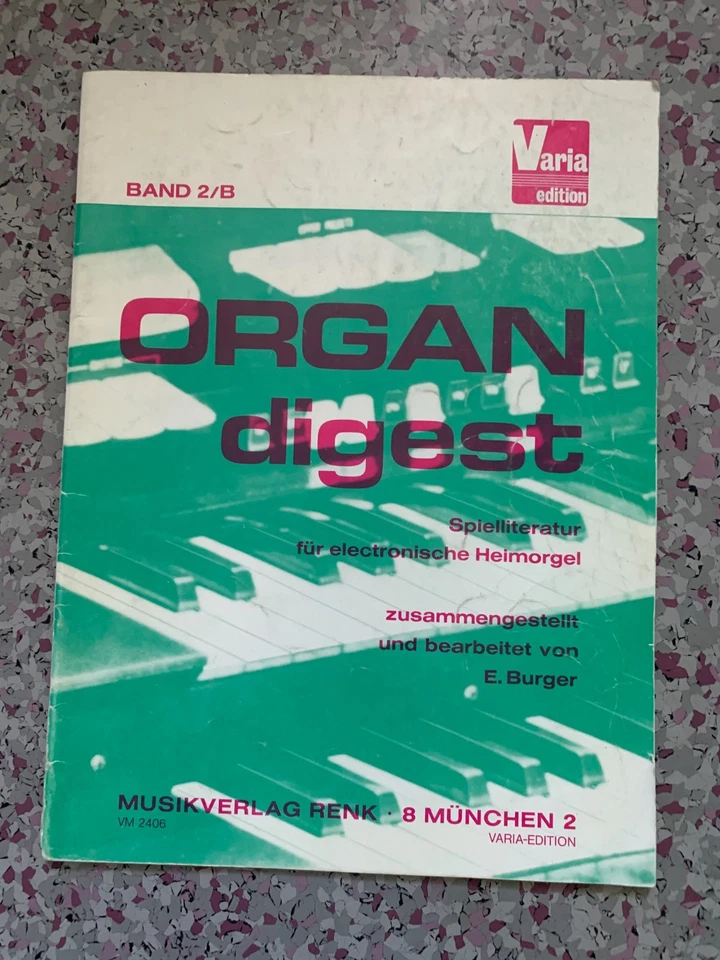 Varia
edition
BAND 2/B
ORGAN
digest
Spielliteratur
für electronische Heimorgel
zusammengestellt
und bearbeitet von
E. Burger
MUSIKVERLAG RENK · 8 MÜNCHEN 2
VM 2406
VARIA-EDITION